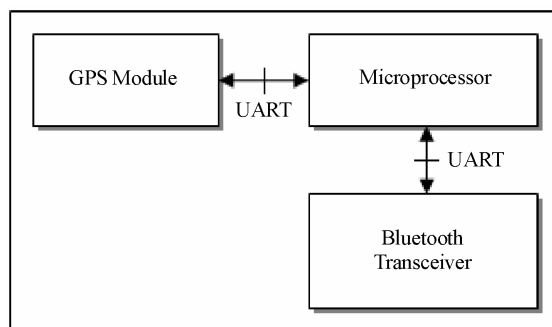 GPS Module
Microprocessor
UART
UART
Bluetooth
Transceiver